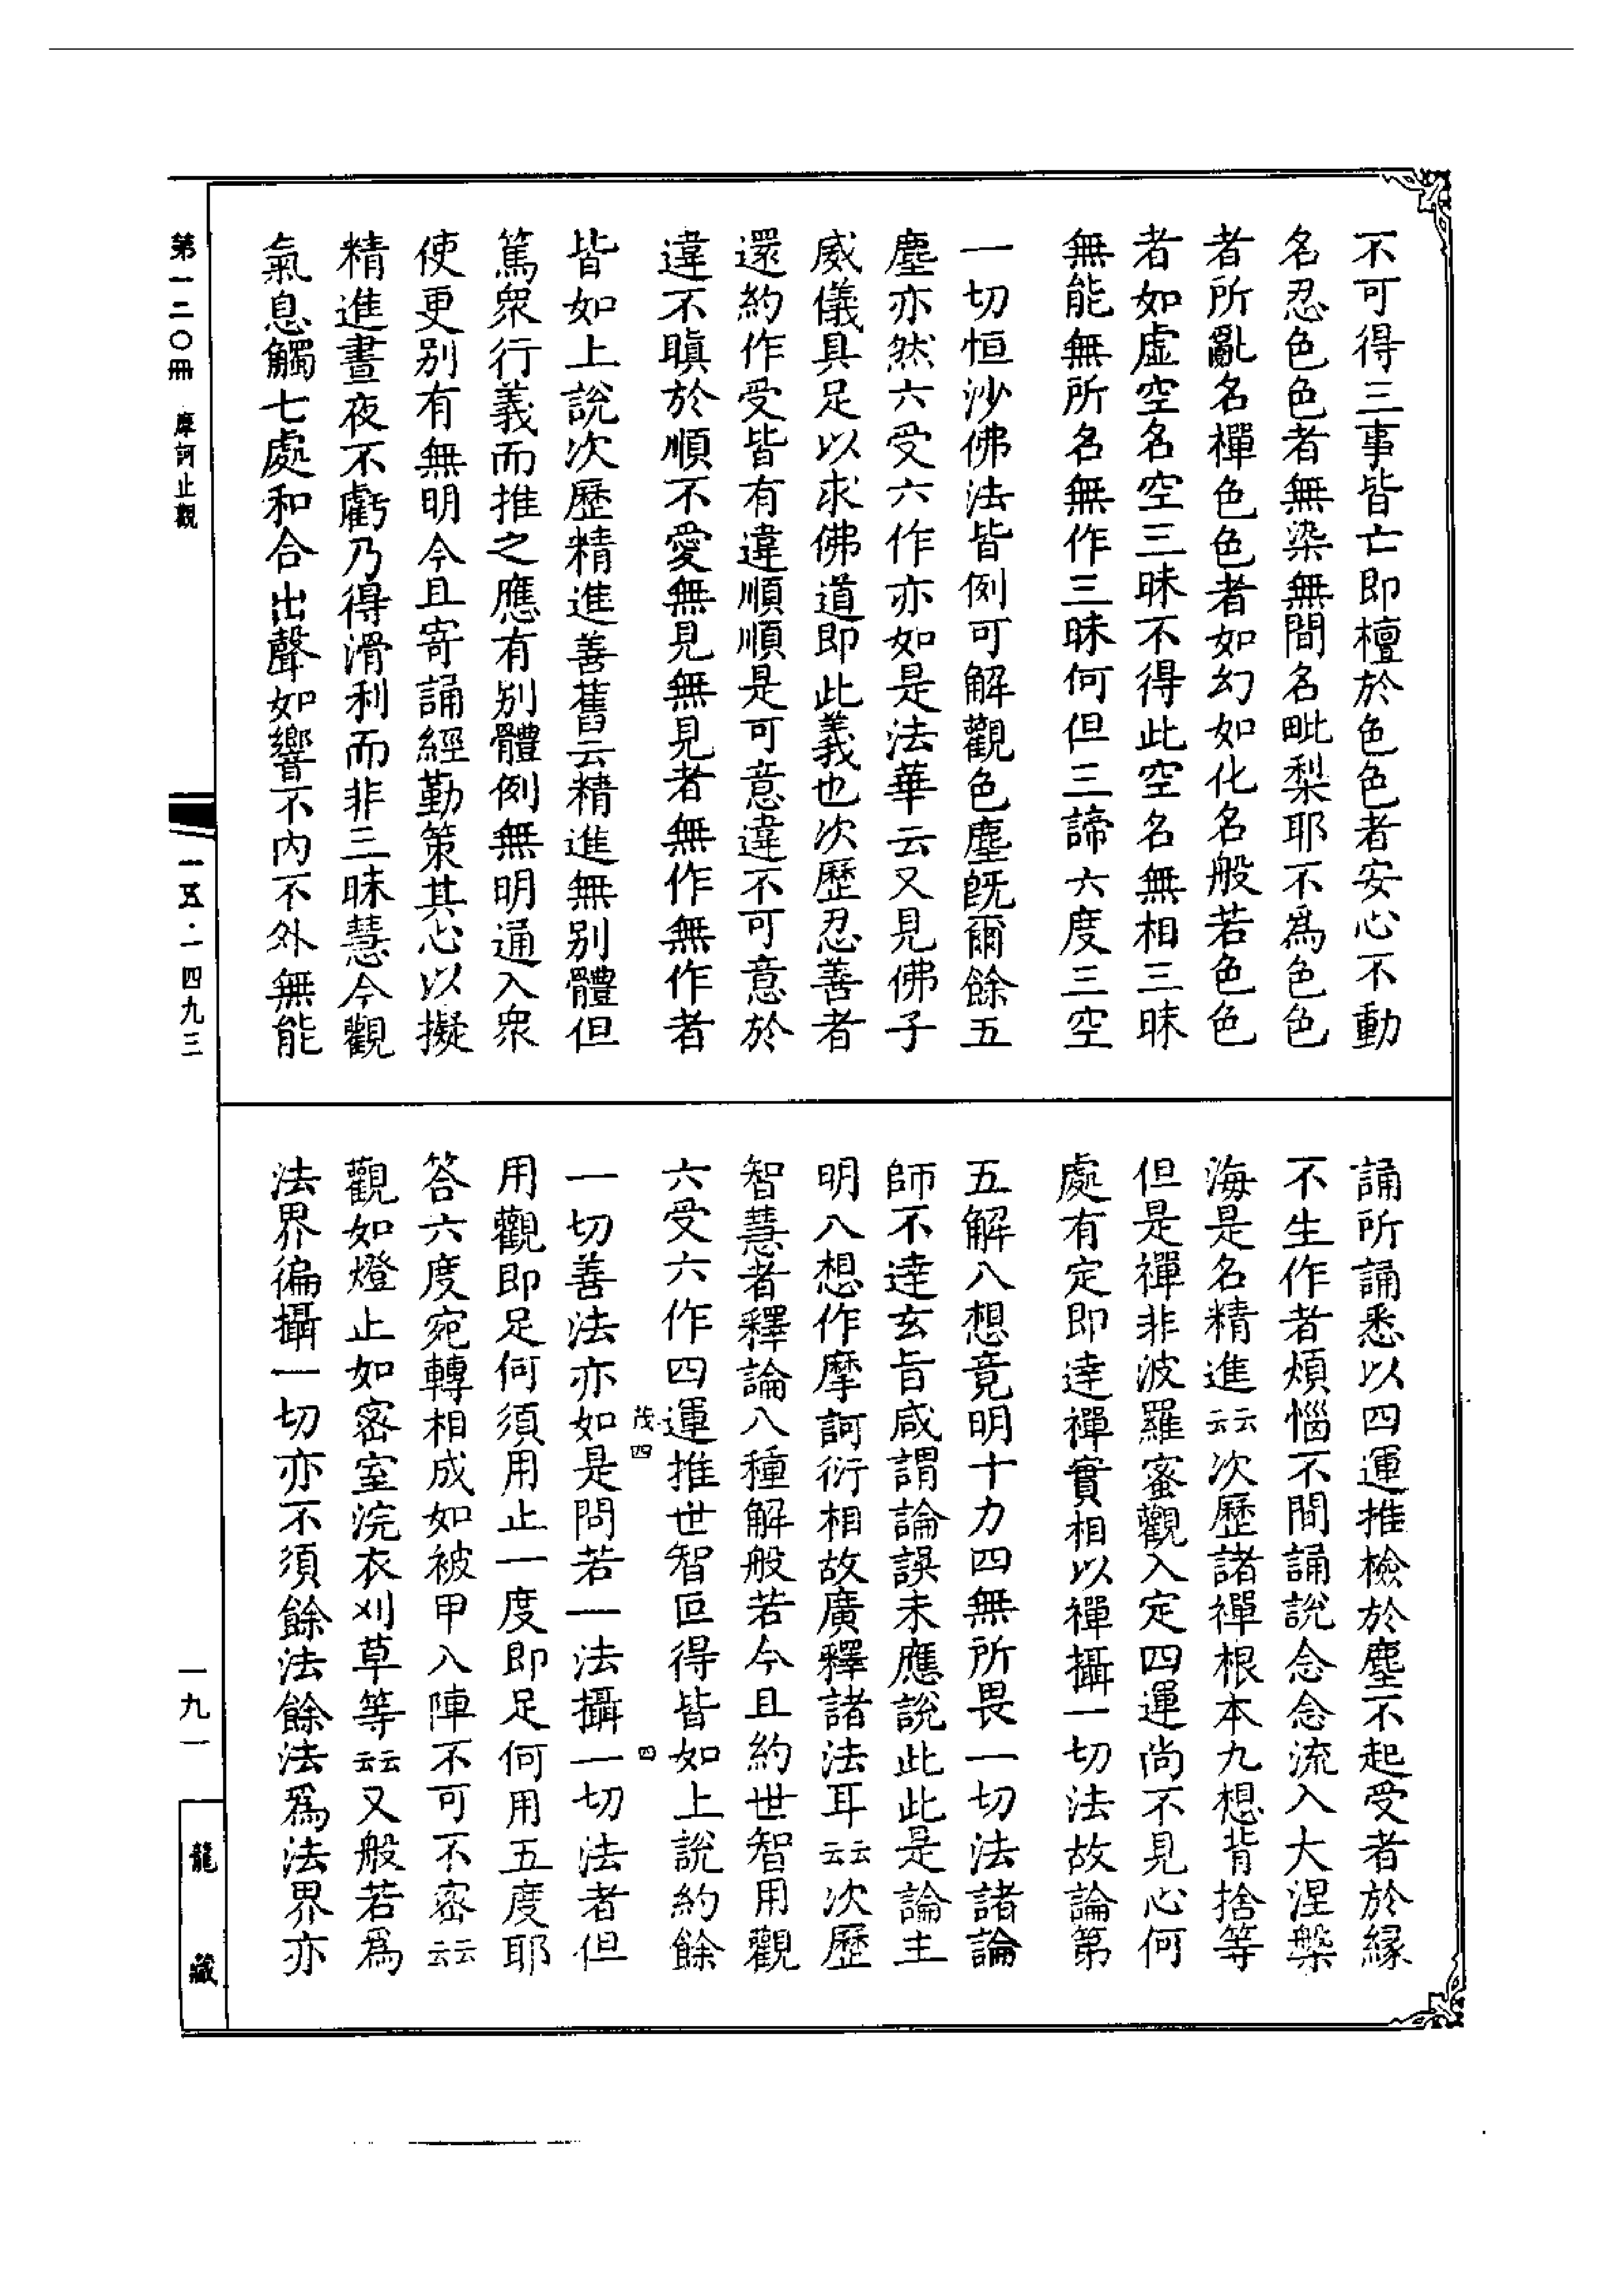 不可得三事皆亡即檀於色色者安心不動
名忍色色者無染無間名毗梨耶不為色色
者所亂名禪色色者如幻如化名般若色色
者如虛空名空三昧不得此空名無相三昧
無能無所名無作三昧何但三諦六度三空
一切恒沙佛法皆例可解觀色塵既爾餘五
塵亦然六受六作亦如是法華云又見佛子
威儀具足以求佛道即此義也次歷忍善者
還約作受皆有違順順是可意違不可意於
違不瞋於順不愛無見無見者無作無作者
皆如上說次歷精進善舊云精進無別體但
篤眾行義而推之應有別體例無明通入眾
使更別有無明今且寄誦經勤策其心以擬
精進晝夜不虧乃得滑利而非三昧慧今觀
氣息觸七處和合出聲如響不內不外無能
誦所誦悉以四運推檢於塵不起受者於緣
不生作者煩惱不間誦說念念流入大涅槃
海是名精進云云次歷諸禪根本九想背捨等
但是禪非波羅蜜觀入定四運尚不見心何
處有定即達禪實相以禪攝一切法故論第
五解八想竟明十力四無所畏一切法諸論
師不達玄旨咸謂論誤未應說此此是論主
明八想作摩訶衍相故廣釋諸法耳云云次歷
智慧者釋論八種解般若今且約世智用觀
六受六作四運推世智叵得皆如上說約餘
茂四 四
一切善法亦如是問若一法攝一切法者但
用觀即足何須用止一度即足何用五度耶
答六度宛轉相成如被甲入陣不可不密云云
觀如燈止如密室浣衣刈草等云云又般若為
法界徧攝一切亦不須餘法餘法為法界亦
第一二〇冊 摩訶止觀
一五·一四九三
一九一
龍藏